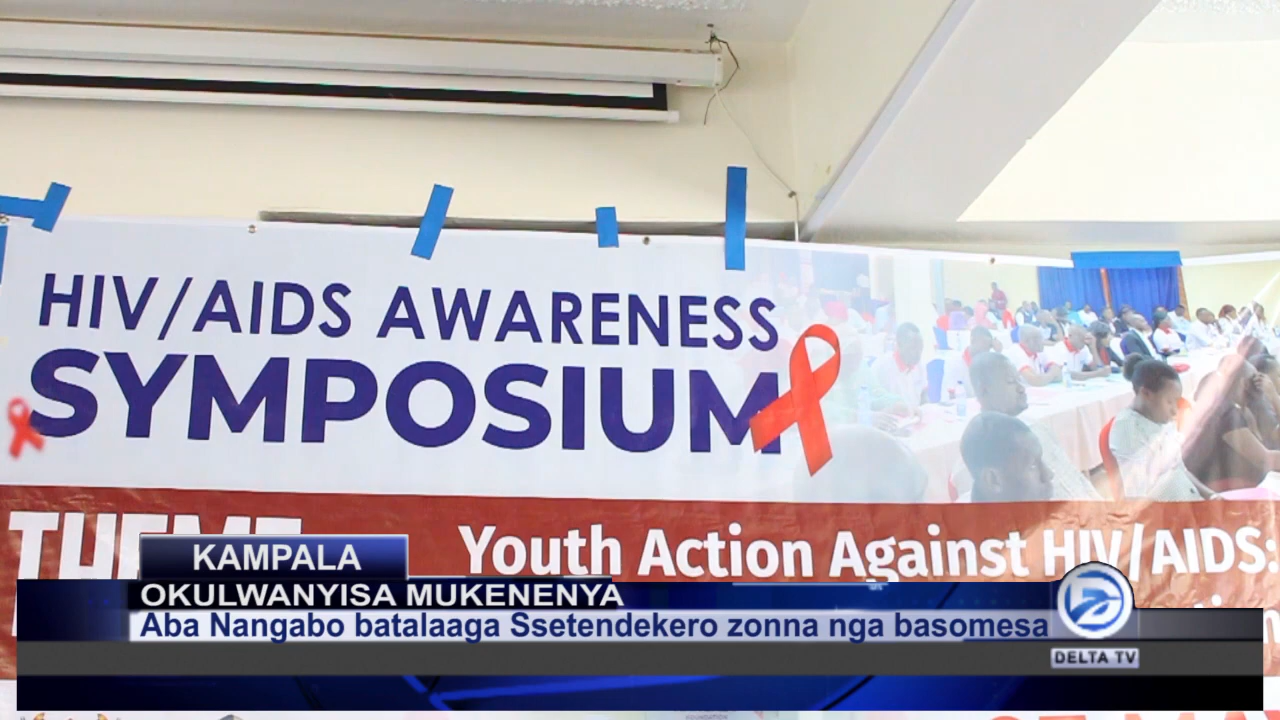 HIV/AIDS AWARENESS
SYMPOSIUM
THEME
Youth Action Against HIV/AIDS:
KAMPALA
OKULWANYISA MUKENENYA
Aba Nangabo batalaaga Ssetendekero zonna nga basomesa
DELTA TV